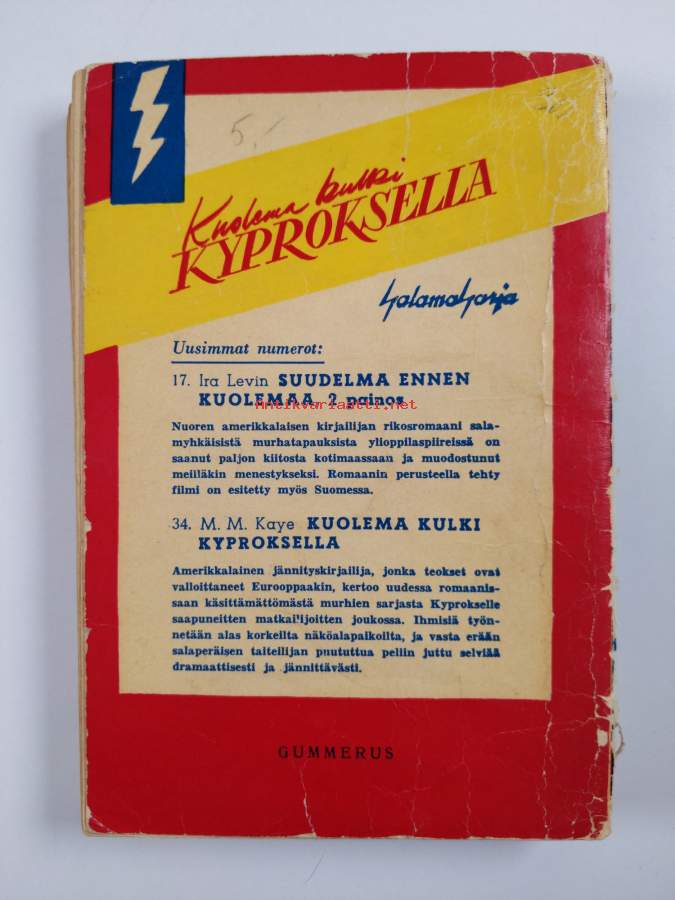 5,-
Kuolema kulki
KYPROKSELLA
SalamaSarja
Uusimmat numerot:
17. Ira Levin SUUDELMA ENNEN
KUOLEMAA. 2 painos
Antikvariaatti.net
Nuoren amerikkalaisen kirjailijan rikosromaani sala-
myhkäisistä murhatapauksista ylioppilaspiireissä on
saanut paljon kiitosta kotimaassaan ja muodostunut
meilläkin menestykseksi. Romaanin perusteella tehty
filmi on esitetty myös Suomessa.
34. M. M. Kaye KUOLEMA KULKI
KYPROKSELLA
Amerikkalainen jännityskirjailija, jonka teokset ovat
valloittaneet Eurooppaakin, kertoo uudessa romaanis-
saan käsittämättömästä murhien sarjasta Kyprokselle
saapuneitten matkailijoitten joukossa. Ihmisiä työn-
netään alas korkeilta näköalapaikoilta, ja vasta erään
salaperäisen taiteilijan puututtua peliin juttu selviää
dramaattisesti ja jännittävästi.
GUMMERUS